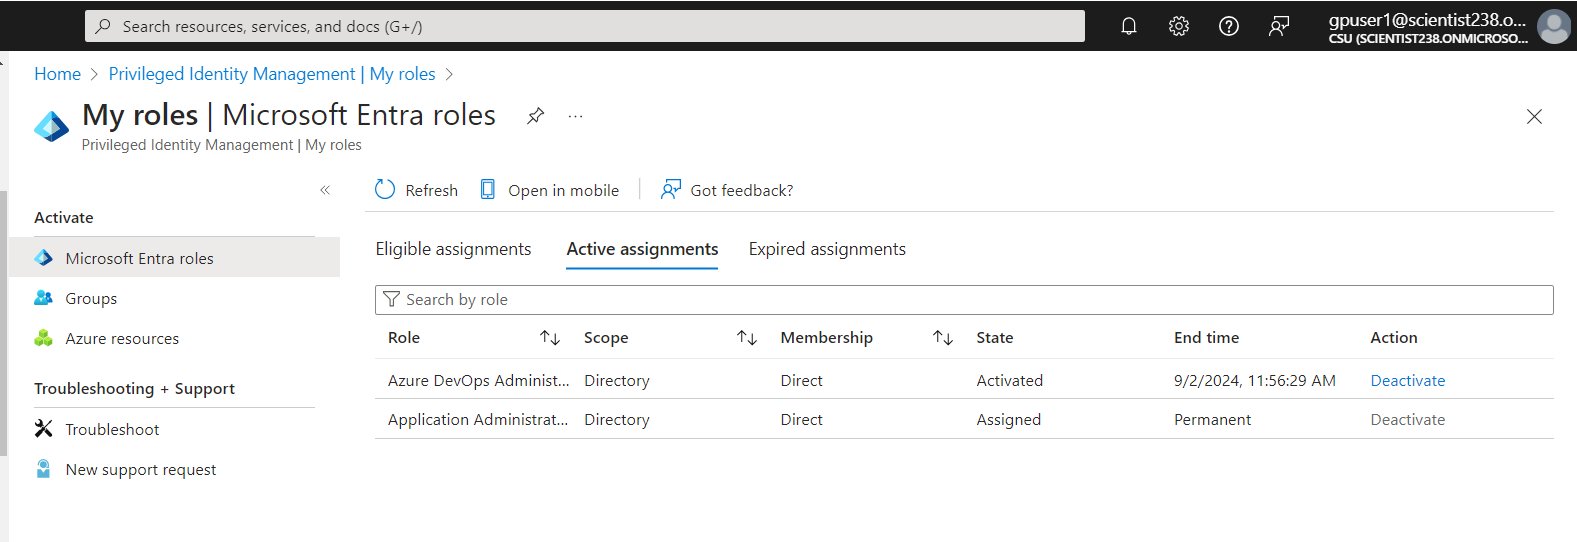 Search resources, services, and docs (G+/)
gpuser1@scientist238.o...
CSU (SCIENTIST238.ONMICROSO...
Home > Privileged Identity Management | My roles >
My roles | Microsoft Entra roles ...
Privileged Identity Management | My roles
«
Refresh Open in mobile Got feedback?
Activate
Microsoft Entra roles
Groups
Azure resources
Troubleshooting + Support
Troubleshoot
New support request
Eligible assignments Active assignments Expired assignments
Search by role
Role Scope Membership State End time Action
Azure DevOps Administ... Directory Direct Activated 9/2/2024, 11:56:29 AM Deactivate
Application Administrat... Directory Direct Assigned Permanent Deactivate